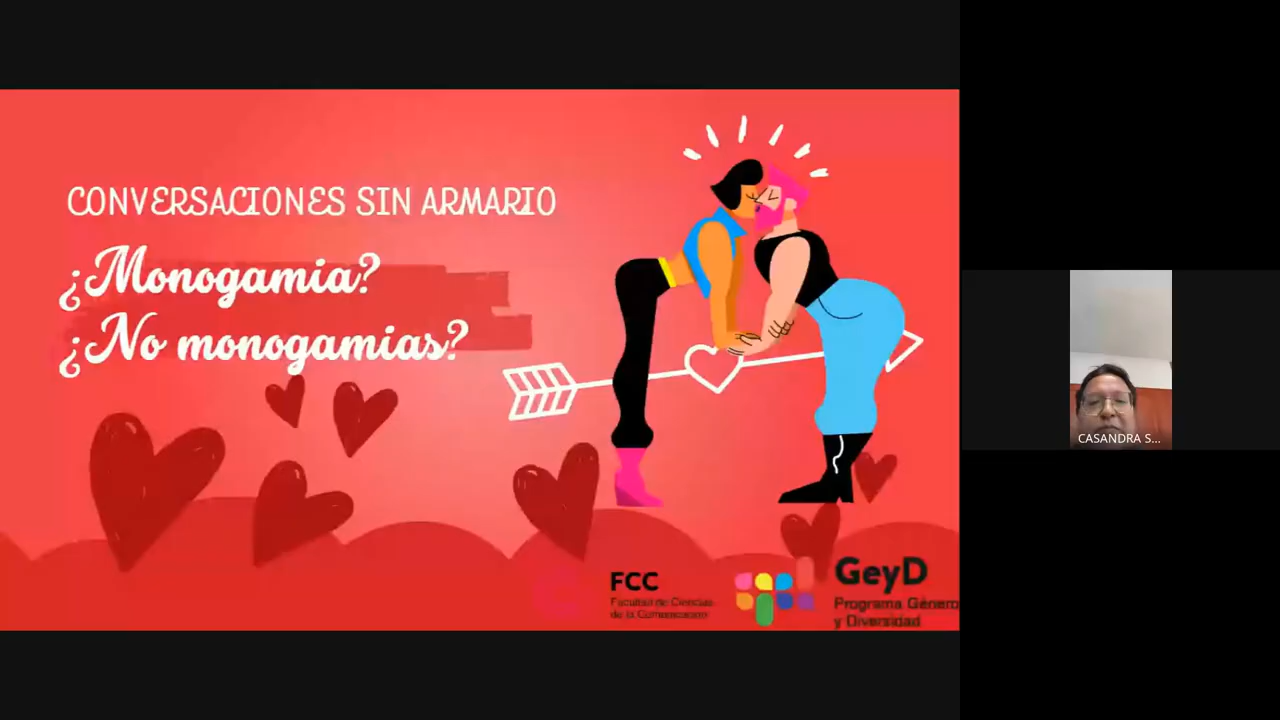 CONVERSACIONES SIN ARMARIO
¿Monogamia?
¿No monogamias?
FCC
Facultad de Ciencias
de la Comunicación
GeyD
Programa Género
y Diversidad
CASANDRA S...